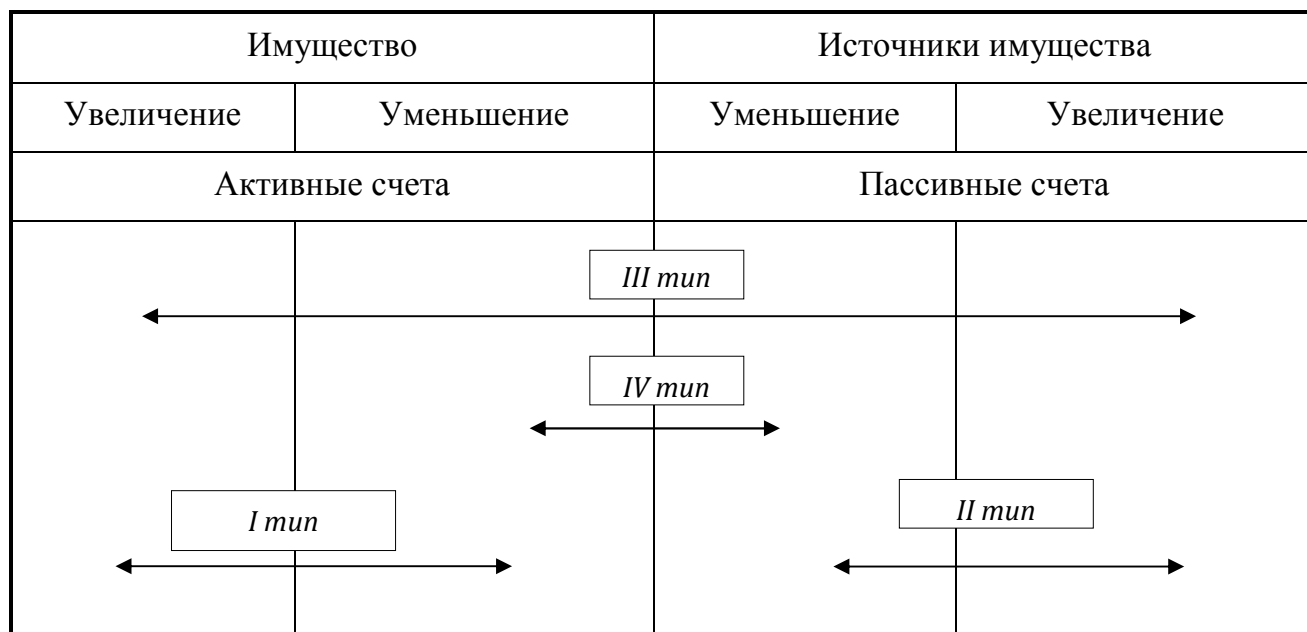 Имущество
Источники имущества
Увеличение
Уменьшение
Уменьшение
Увеличение
Активные счета
Пассивные счета
III тип
IV тип
I тип
II тип